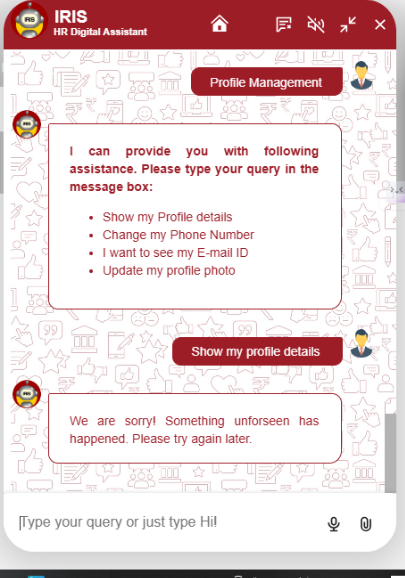 IRIS
HR Digital Assistant
Profile Management
I can provide you with following
assistance. Please type your query in the
message box:
Show my Profile details
Change my Phone Number
I want to see my E-mail ID
Update my profile photo
Show my profile details
We are sorry! Something unforseen has
happened. Please try again later.
Type your query or just type Hi!